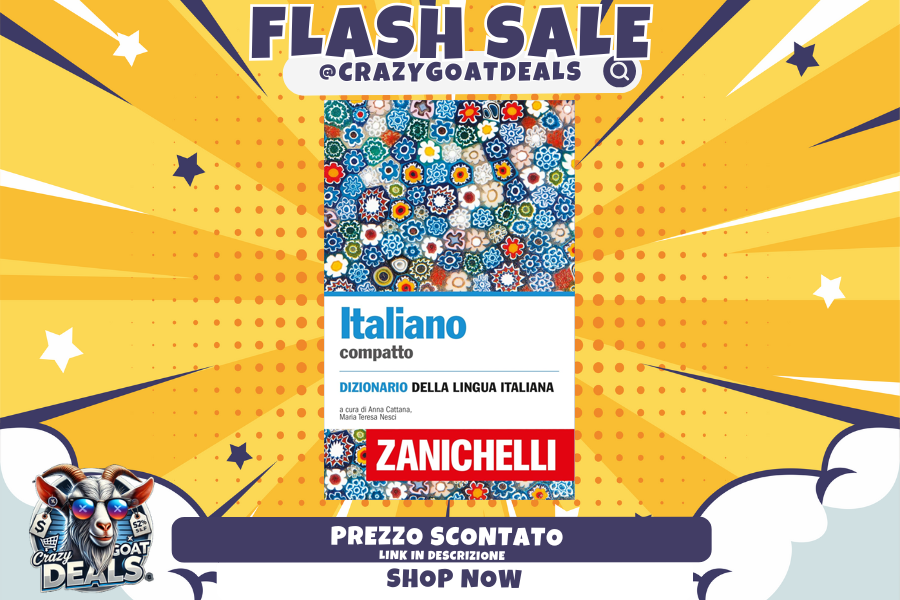 FLASH SALE
@CRAZYGOATDEALS
Italiano
compatto
DIZIONARIO DELLA LINGUA ITALIANA
a cura di Anna Cattana,
Maria Teresa Nesci
ZANICHELLI
$
52%
Crazy
GOAT
DEALS
PREZZO SCONTATO
LINK IN DESCRIZIONE
SHOP NOW